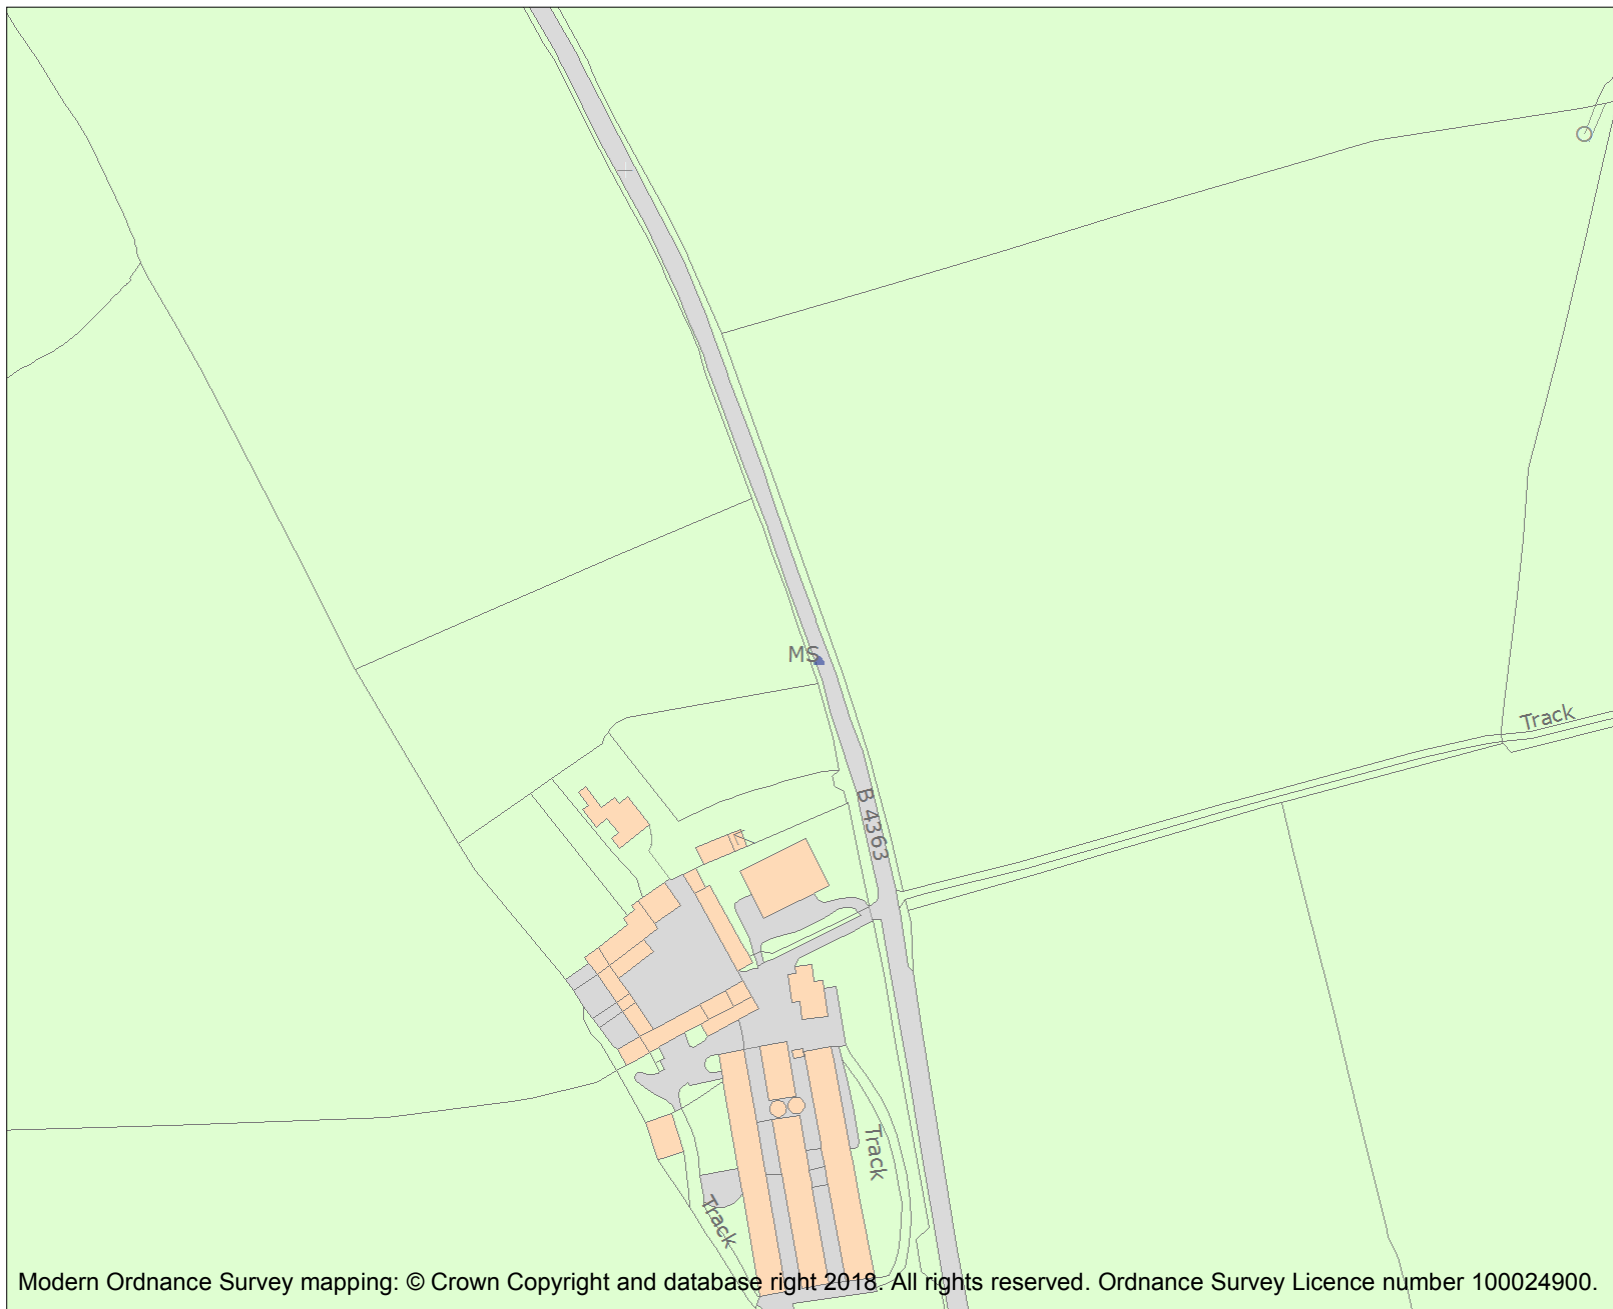 MS
Track
B 4363
Track
Track
Modern Ordnance Survey mapping: © Crown Copyright and database right 2018. All rights reserved. Ordnance Survey Licence number 100024900.